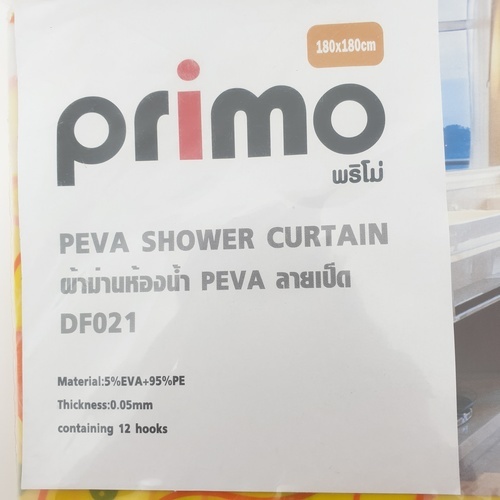 180x180cm
primo
พริโม่
PEVA SHOWER CURTAIN
ผ้าม่านห้องน้ำ PEVA ลายเป็ด
DF021
Material:5%EVA+95%PE
Thickness:0.05mm
containing 12 hooks